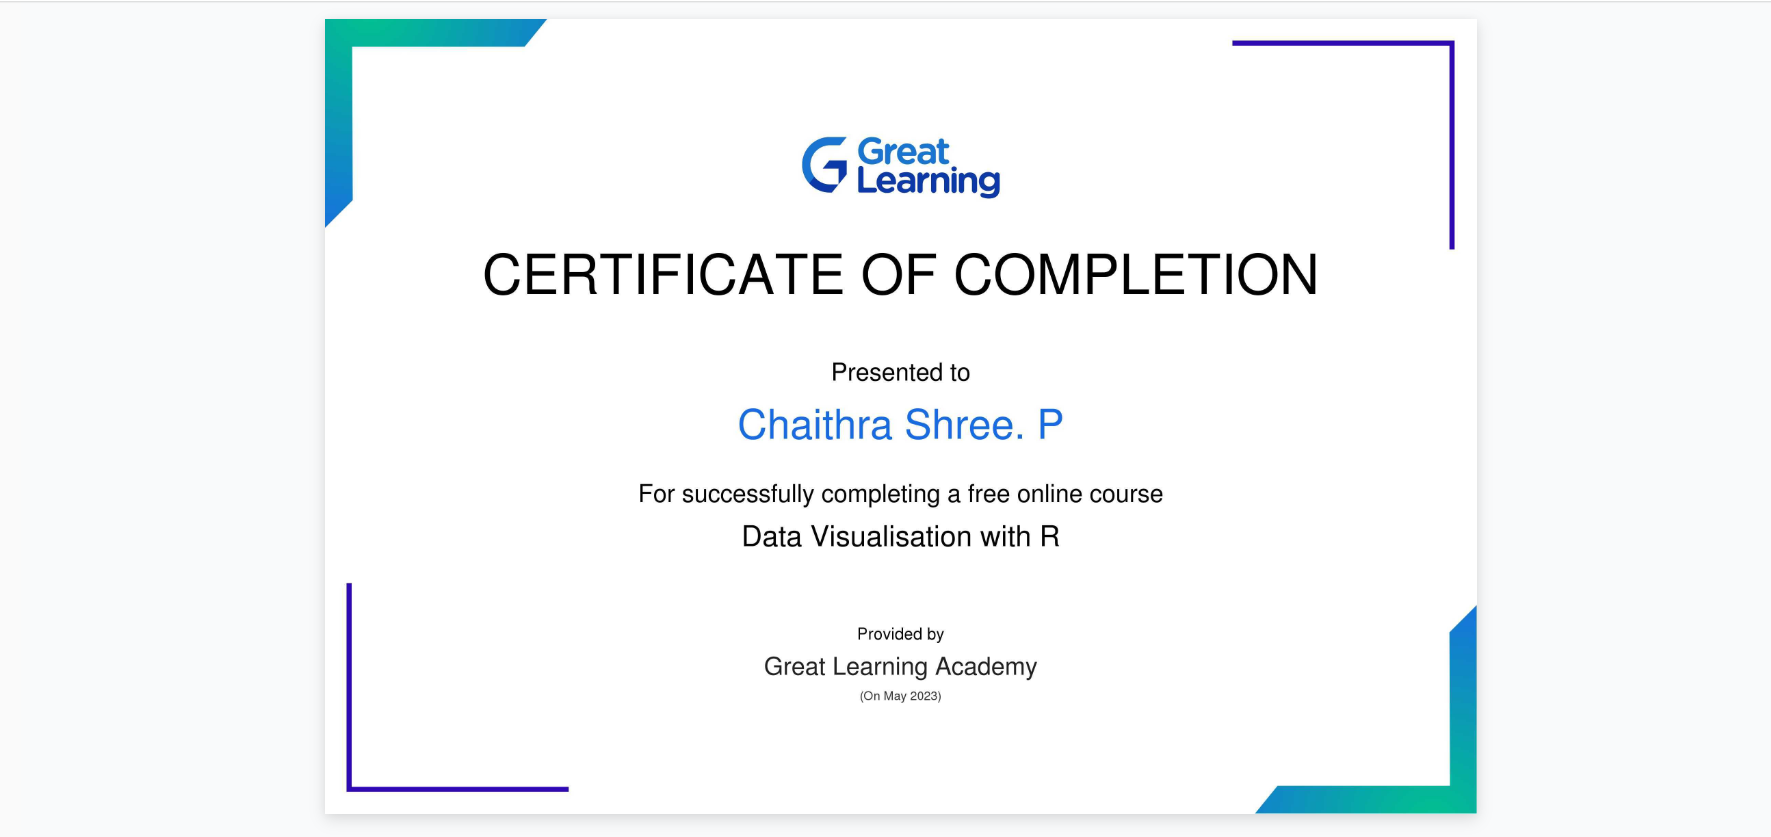 Great
Learning
CERTIFICATE OF COMPLETION
Presented to
Chaithra Shree. P
For successfully completing a free online course
Data Visualisation with R
Provided by
Great Learning Academy
(On May 2023)